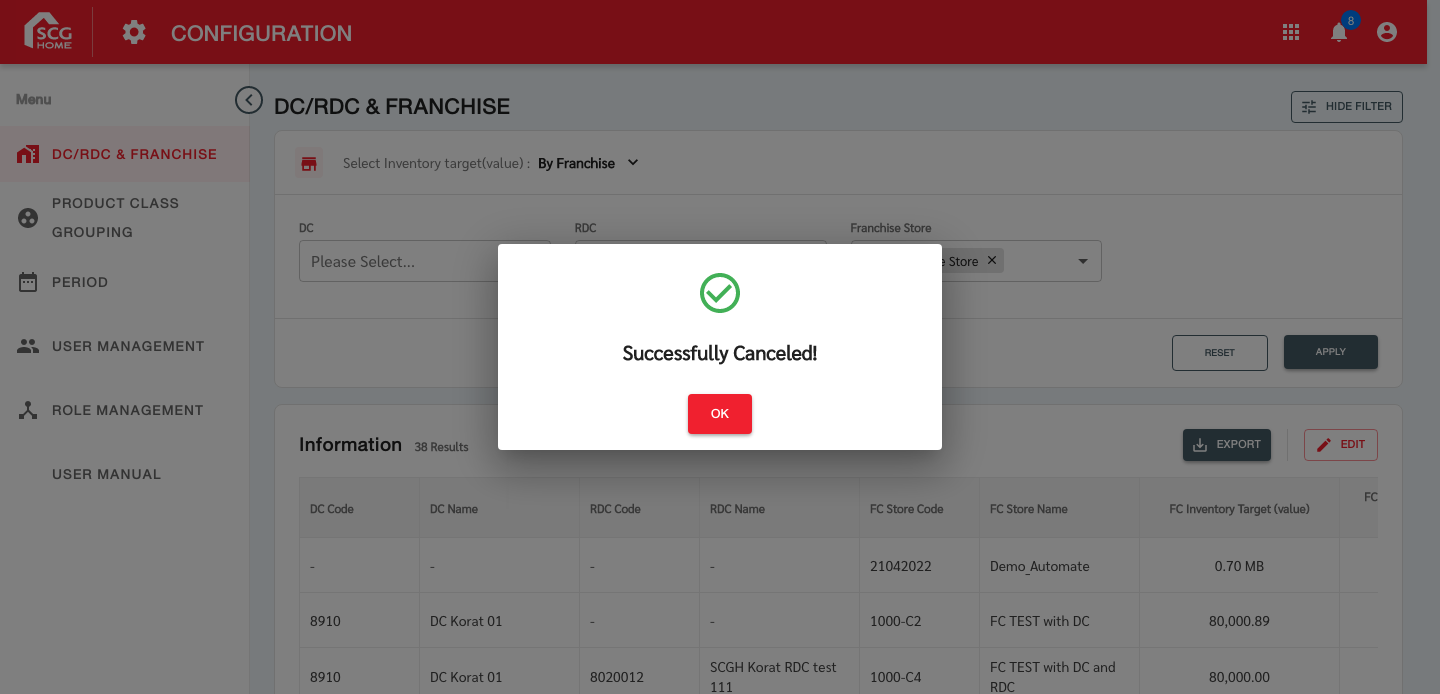 SCG
HOME
CONFIGURATION
8
Menu
DC/RDC & FRANCHISE
PRODUCT CLASS
GROUPING
PERIOD
USER MANAGEMENT
ROLE MANAGEMENT
USER MANUAL
DC/RDC & FRANCHISE
HIDE FILTER
Select Inventory target(value) : By Franchise
DC
RDC
Franchise Store
Please Select...
Store
RESET
APPLY
Successfully Canceled!
OK
Information
38 Results
EXPORT
EDIT
DC Code
DC Name
RDC Code
RDC Name
FC Store Code
FC Store Name
FC Inventory Target (value)
FC
-
-
-
-
21042022
Demo_Automate
0.70 MB
8910
DC Korat 01
-
-
1000-C2
FC TEST with DC
80,000.89
8910
DC Korat 01
8020012
SCGH Korat RDC test
111
1000-C4
FC TEST with DC and
RDC
80,000.00